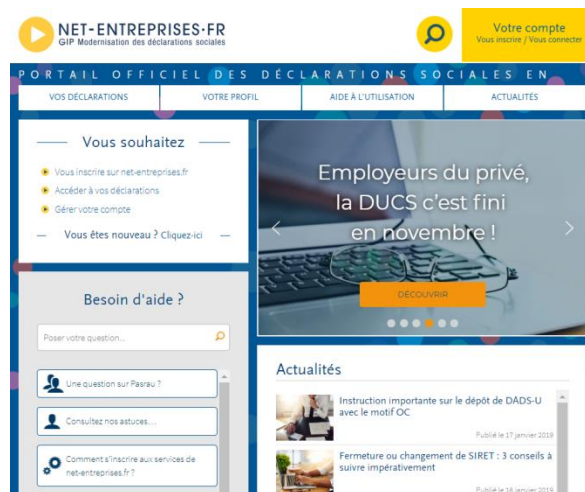 NET-ENTREPRISES·FR
GIP Modernisation des déclarations sociales
Votre compte
Vous inscrire / Vous connecter
PORTAIL OFFICIEL DES DÉCLARATIONS SOCIALES EN
VOS DÉCLARATIONS
VOTRE PROFIL
AIDE À L'UTILISATION
ACTUALITÉS
Vous souhaitez
Vous inscrire sur net-entreprises.fr
Accéder à vos déclarations
Gérer votre compte
Vous êtes nouveau ? Cliquez-ici
Employeurs du privé,
la DUCS c'est fini
en novembre !
DÉCOUVRIR
Besoin d'aide ?
Poser votre question...
Une question sur Pasrau ?
Consultez nos astuces....
Comment s'inscrire aux services de
net-entreprises.fr ?
Actualités
Instruction importante sur le dépôt de DADS-U
avec le motif OC
Publié le 17 janvier 2019
Fermeture ou changement de SIRET : 3 conseils à
suivre impérativement
Publié le 16 janvier 2019